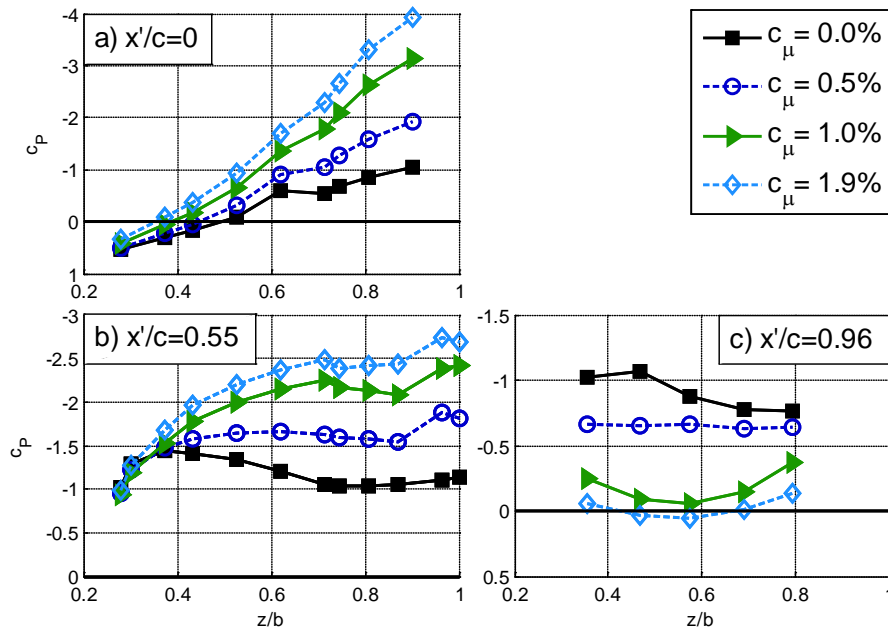 -4
a) x'/c=0
-3
-2
-1
0
1
c_P
0.2 0.4 0.6 0.8 1
c_μ = 0.0%
c_μ = 0.5%
c_μ = 1.0%
c_μ = 1.9%
-3
b) x'/c=0.55
-2.5
-2
-1.5
-1
-0.5
0
c_P
0.2 0.4 0.6 0.8 1
z/b
-1.5
c) x'/c=0.96
-1
-0.5
0
0.5
0.2 0.4 0.6 0.8 1
z/b